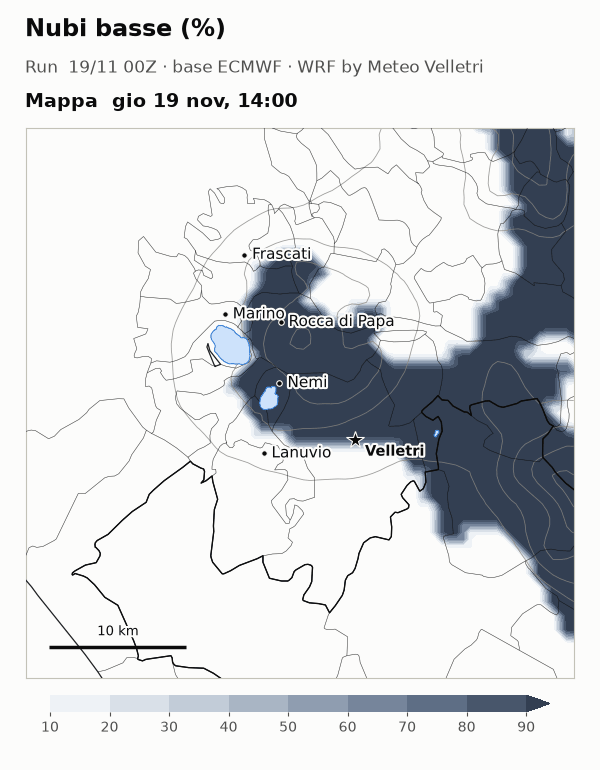 Nubi basse (%)
Run  19/11 00Z · base ECMWF · WRF by Meteo Velletri
Mappa  gio 19 nov, 14:00
Frascati
Marino
Rocca di Papa
Nemi
Velletri
Lanuvio
10 km
10 20 30 40 50 60 70 80 90